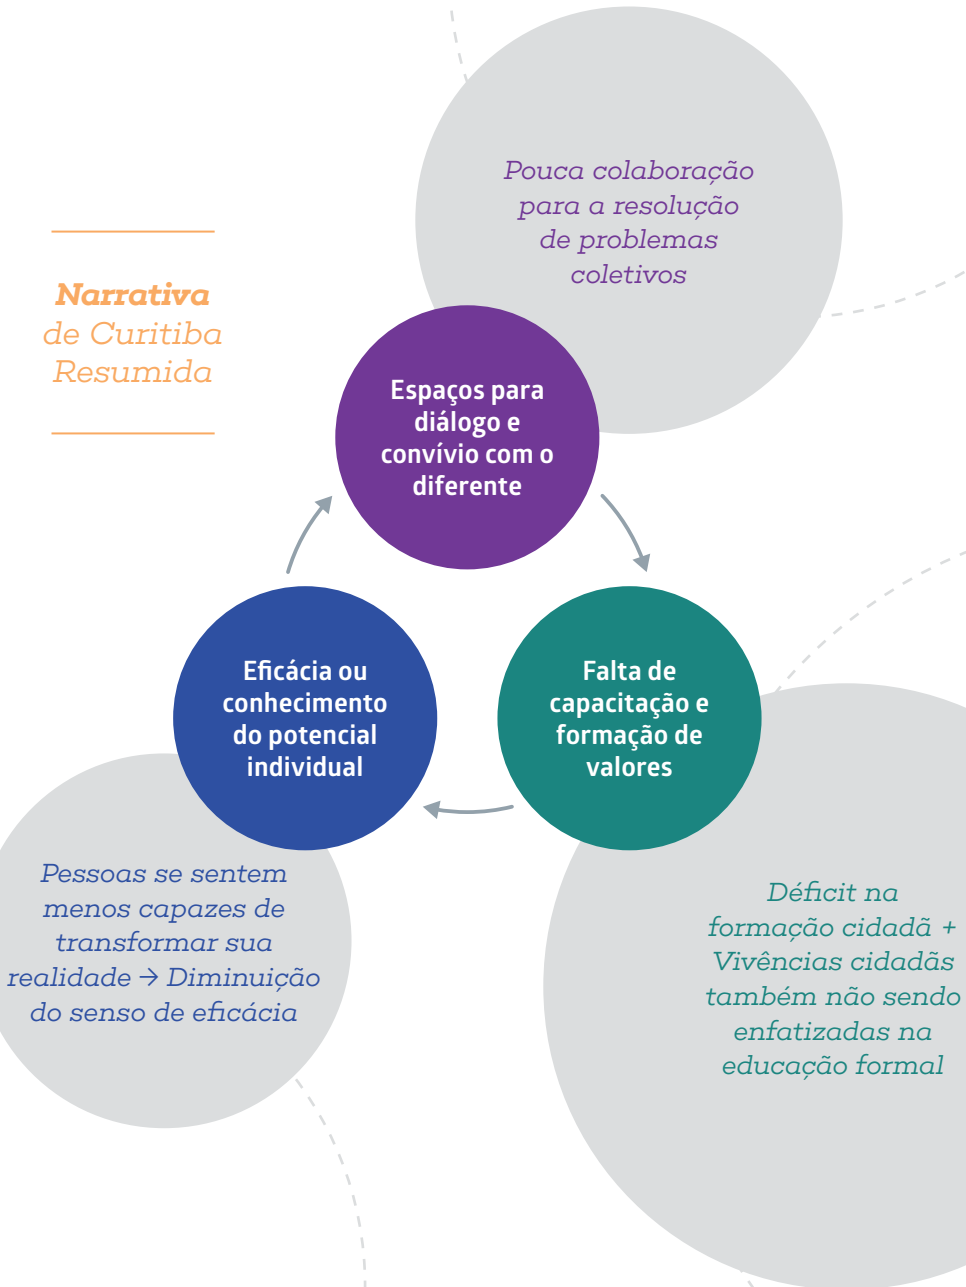 Pouca colaboração
para a resolução
de problemas
coletivos
Narrativa
de Curitiba
Resumida
Espaços para
diálogo e
convívio com o
diferente
Eficácia ou
conhecimento
do potencial
individual
Falta de
capacitação e
formação de
valores
Pessoas se sentem
menos capazes de
transformar sua
realidade → Diminuição
do senso de eficácia
Déficit na
formação cidadã +
Vivências cidadãs
também não sendo
enfatizadas na
educação formal